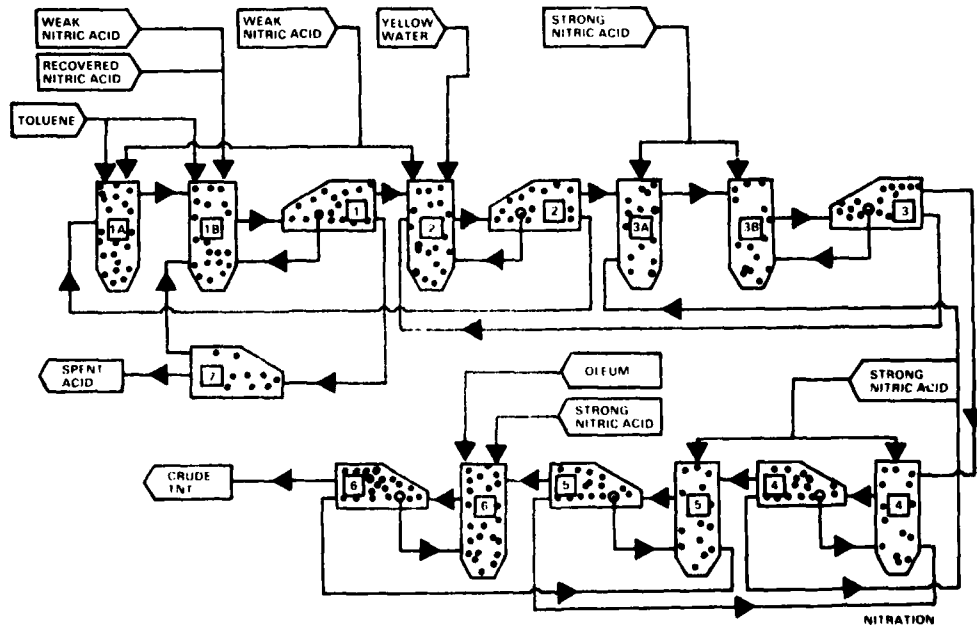 WEAK
NITRIC ACID
RECOVERED
NITRIC ACID
TOLUENE
WEAK
NITRIC ACID
YELLOW
WATER
STRONG
NITRIC ACID
1A
1B
1
2
2
3A
3B
3
7
SPENT
ACID
OLEUM
STRONG
NITRIC ACID
STRONG
NITRIC ACID
CRUDE
TNT
6
6
5
5
4
4
NITRATION